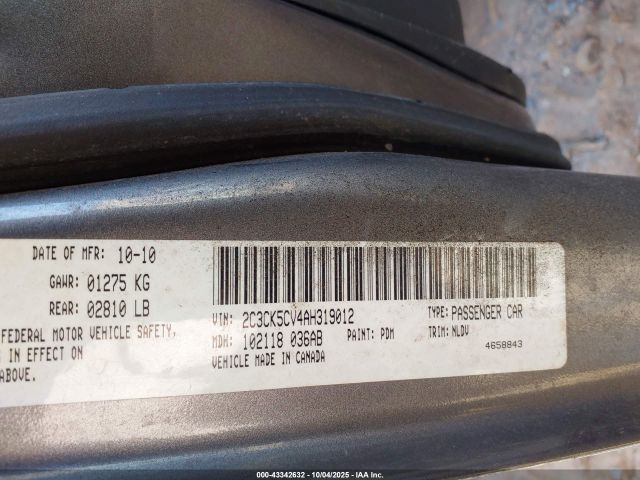 DATE OF MFR: 10-10
GAWR: 01275 KG
REAR: 02810 LB
FEDERAL MOTOR VEHICLE SAFETY,
IN EFFECT ON
ABOVE.
VIN: 2C3CK5CV4AH319012 TYPE: PASSENGER CAR
MDH: 102118 036AB PAINT: PDM TRIM: NLDV
VEHICLE MADE IN CANADA 4658843
000-43342632 - 10/04/2025 - IAA Inc.